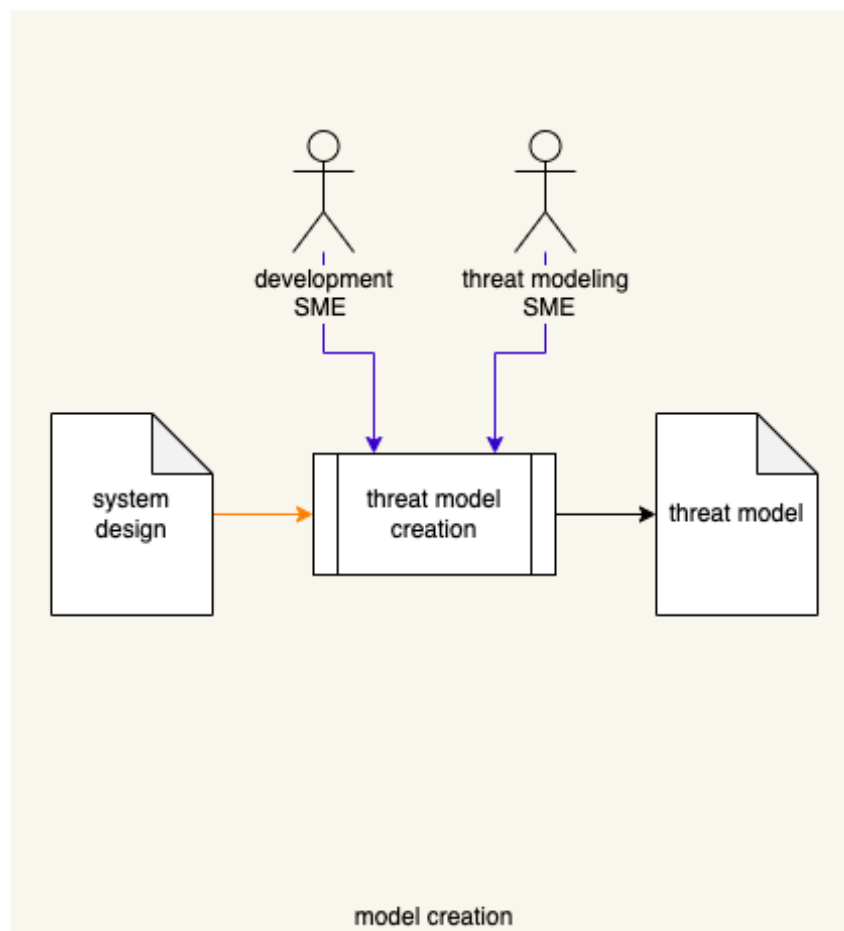 development
SME
threat modeling
SME
system
design
threat model
creation
threat model
model creation